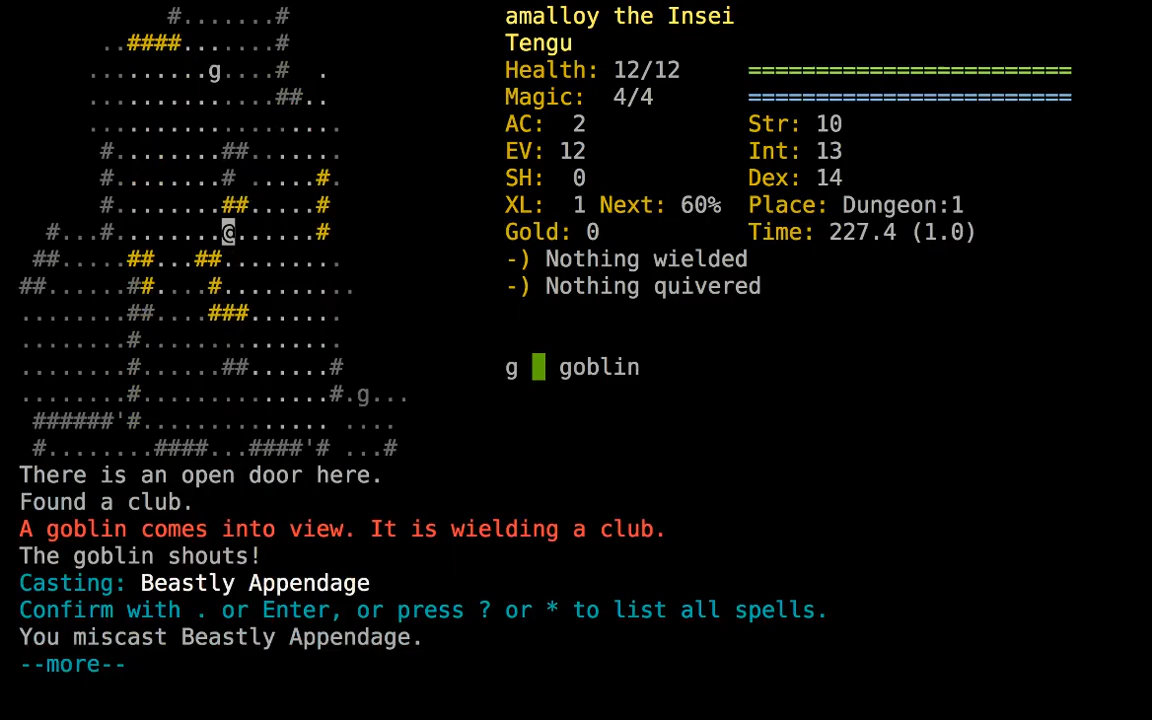 #.......#
..####.......#
.........g....# .
..............##..
...................
#........##.......
#........# .....#.
#........##.....#
#...#........@......#
##.....##...##.........
##......##....#..........
........##....###.......
........#...............
........#......##......#
........#..............#.g...
######'#.............. ....
#........####...####'# ...#
amalloy the Insei
Tengu
Health: 12/12 ========================
Magic: 4/4 ========================
AC: 2 Str: 10
EV: 12 Int: 13
SH: 0 Dex: 14
XL: 1 Next: 60% Place: Dungeon:1
Gold: 0 Time: 227.4 (1.0)
-) Nothing wielded
-) Nothing quivered
g goblin
There is an open door here.
Found a club.
A goblin comes into view. It is wielding a club.
The goblin shouts!
Casting: Beastly Appendage
Confirm with . or Enter, or press ? or * to list all spells.
You miscast Beastly Appendage.
--more--